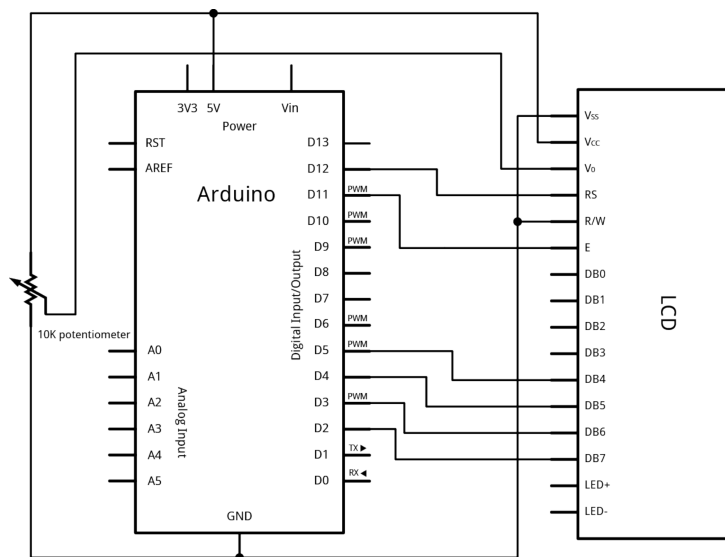 3V3 5V Vin
Power
RST
AREF
Arduino
D13
D12
D11 PWM
D10 PWM
D9 PWM
D8
D7
D6 PWM
D5 PWM
D4
D3 PWM
D2
D1 TX ▶
D0 RX ◀
Digital Input/Output
10K potentiometer
A0
A1
A2
A3
A4
A5
Analog Input
GND
Vss
Vcc
V0
RS
R/W
E
DB0
DB1
DB2
DB3
DB4
DB5
DB6
DB7
LED+
LED-
LCD